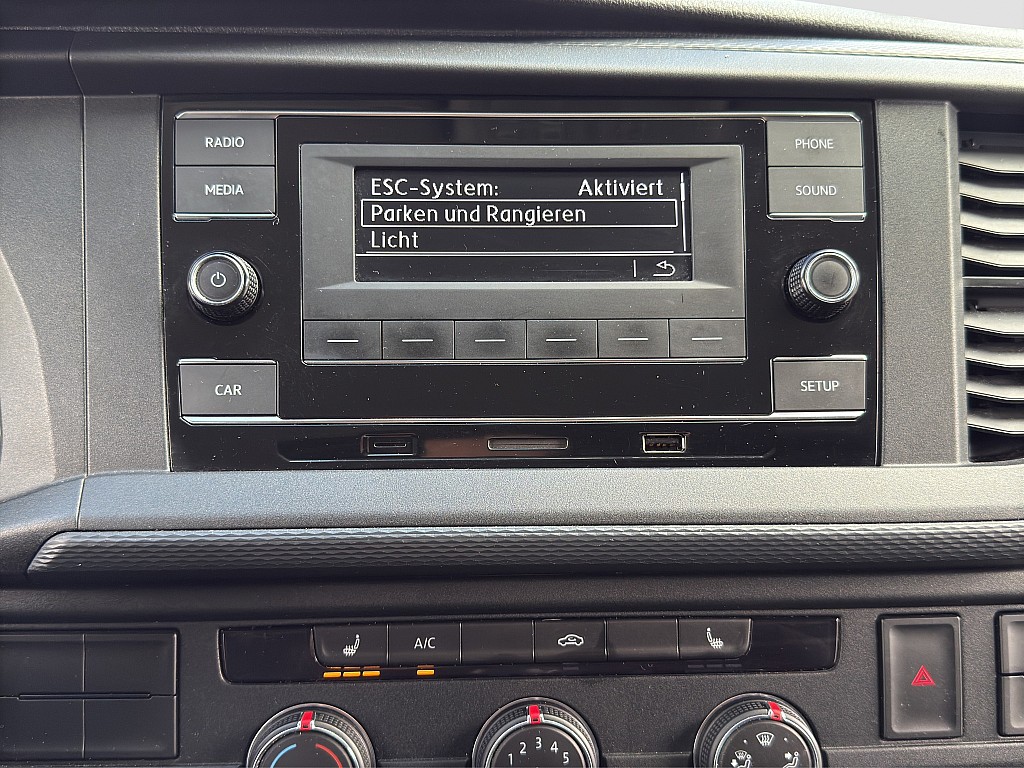 RADIO
PHONE
MEDIA
SOUND
ESC-System: Aktiviert
Parken und Rangieren
Licht
CAR
SETUP
A/C
1 2 3 4 5